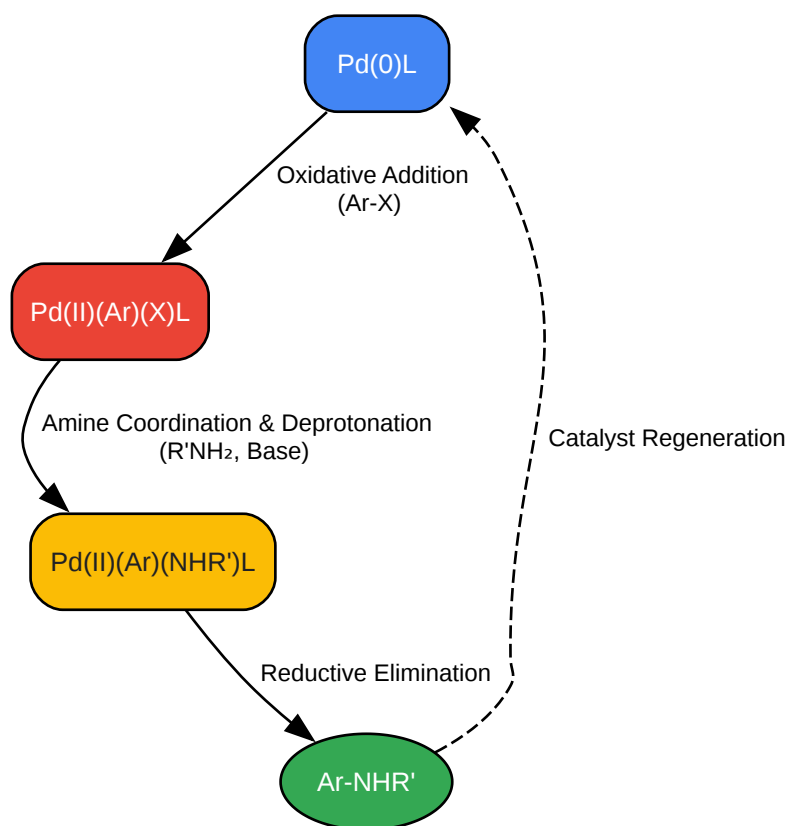 Pd(0)L
Oxidative Addition
(Ar-X)
Pd(II)(Ar)(X)L
Amine Coordination & Deprotonation
(R'NH₂, Base)
Catalyst Regeneration
Pd(II)(Ar)(NHR')L
Reductive Elimination
Ar-NHR'